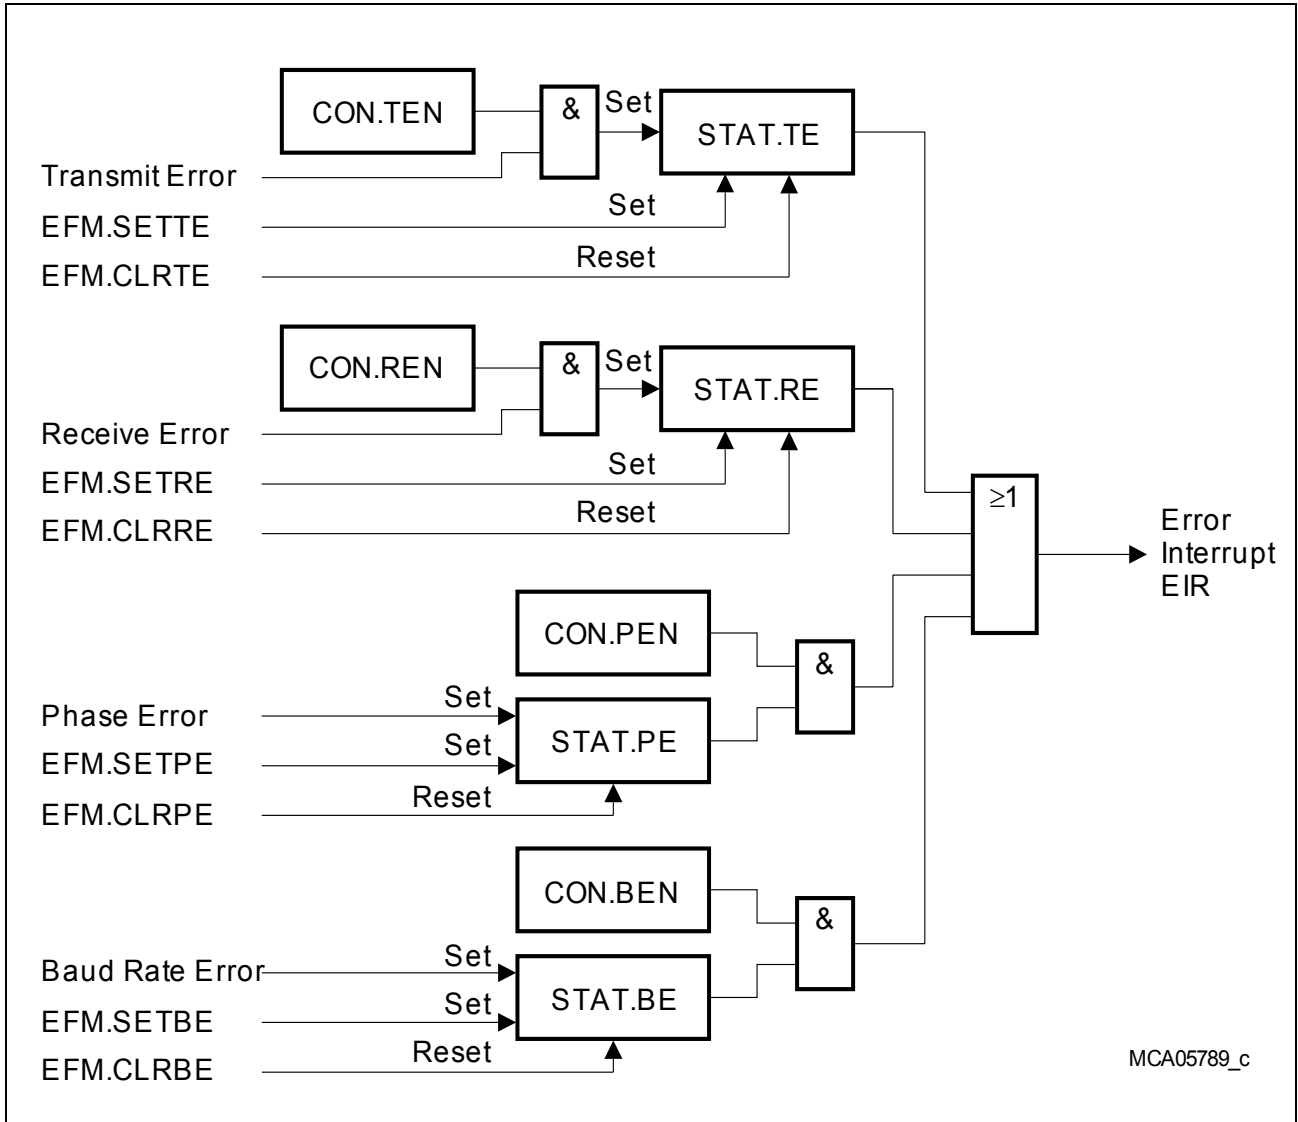 CON.TEN
&
Set
STAT.TE
Transmit Error
Set
EFM.SETTE
Reset
EFM.CLRTE
CON.REN
&
Set
STAT.RE
Receive Error
Set
EFM.SETRE
Reset
EFM.CLRRE
≥1
Error
Interrupt
EIR
CON.PEN
&
Phase Error
Set
STAT.PE
EFM.SETPE
Set
EFM.CLRPE
Reset
CON.BEN
&
Baud Rate Error
Set
STAT.BE
EFM.SETBE
Set
EFM.CLRBE
Reset
MCA05789_c